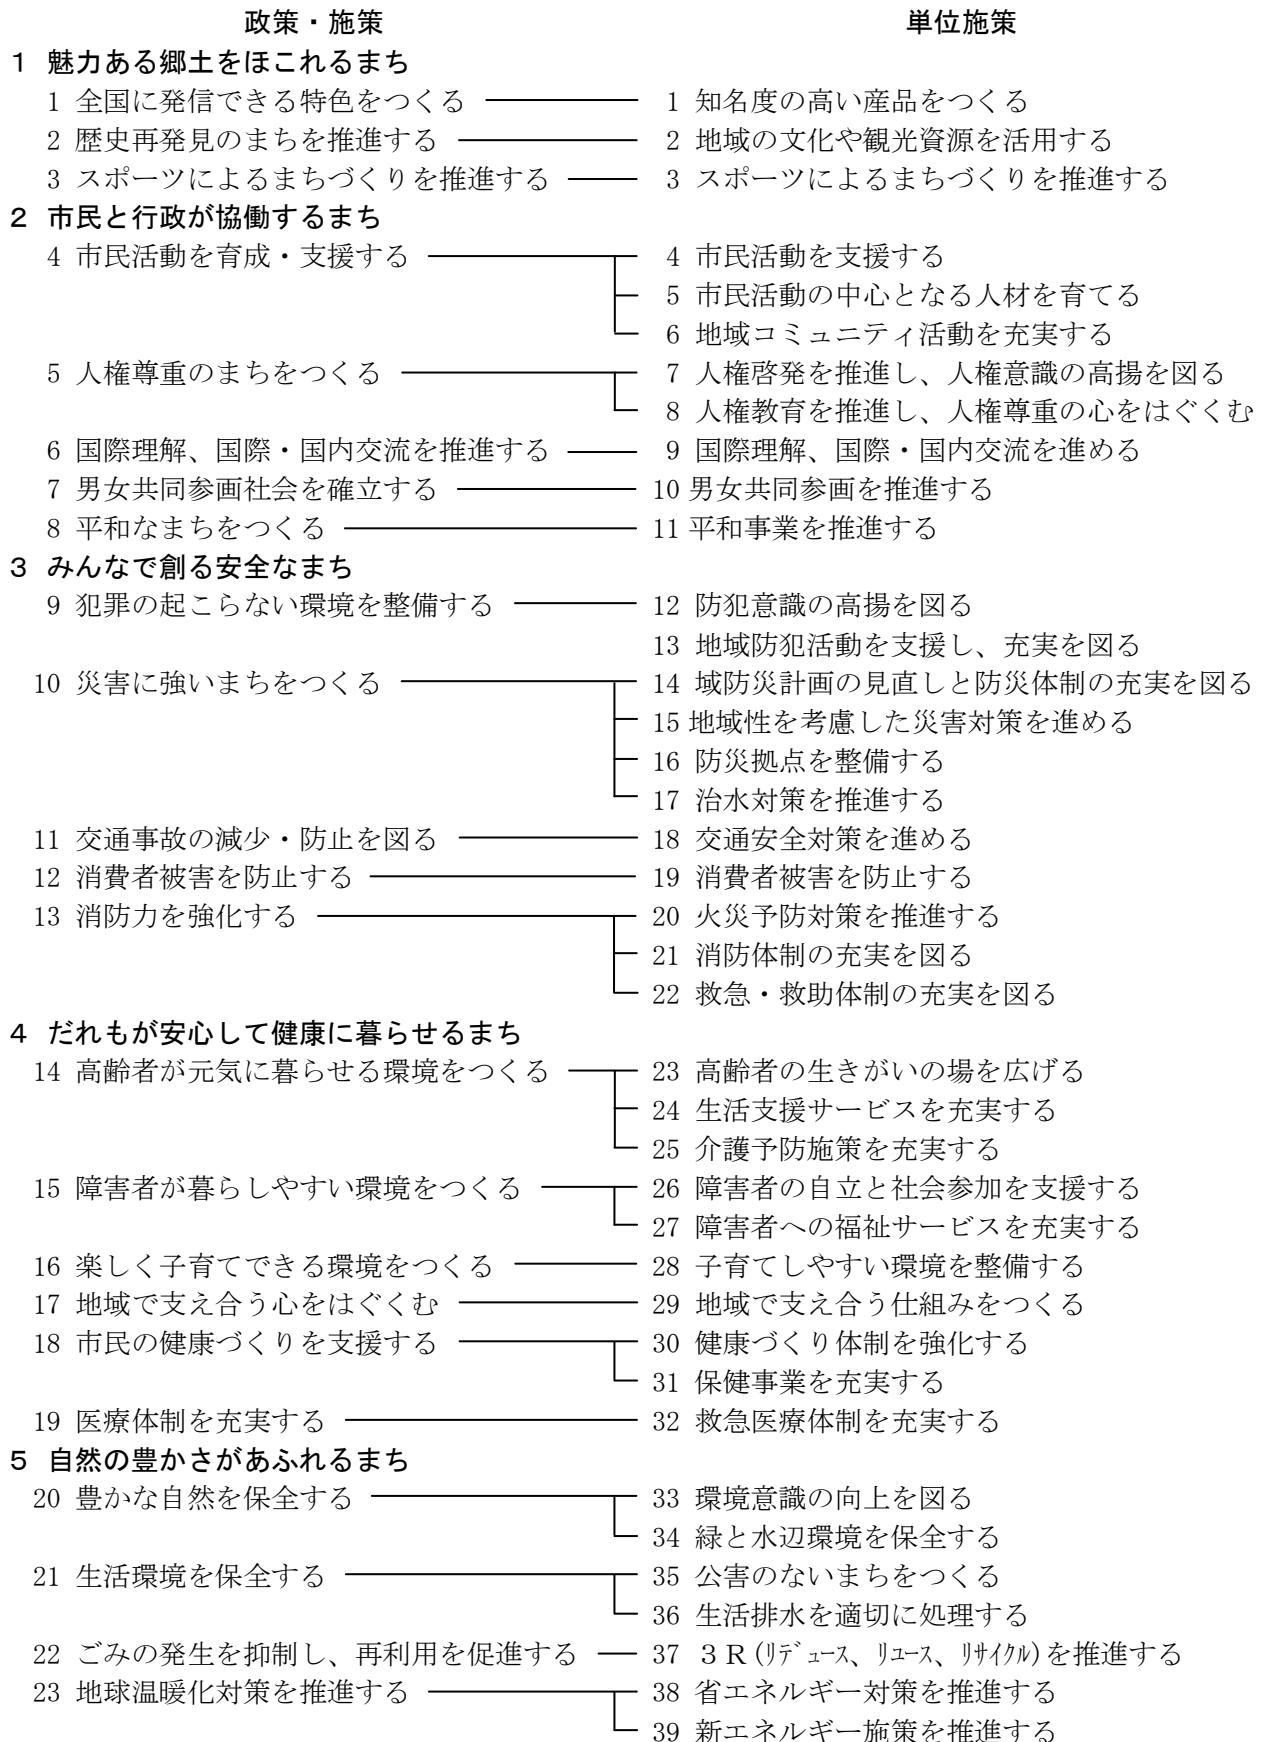 政策・施策 単位施策
1 魅力ある郷土をほこれるまち
1 全国に発信できる特色をつくる 1 知名度の高い産品をつくる
2 歴史再発見のまちを推進する 2 地域の文化や観光資源を活用する
3 スポーツによるまちづくりを推進する 3 スポーツによるまちづくりを推進する
2 市民と行政が協働するまち
4 市民活動を育成・支援する 4 市民活動を支援する
5 市民活動の中心となる人材を育てる
6 地域コミュニティ活動を充実する
5 人権尊重のまちをつくる 7 人権啓発を推進し、人権意識の高揚を図る
8 人権教育を推進し、人権尊重の心をはぐくむ
6 国際理解、国際・国内交流を推進する 9 国際理解、国際・国内交流を進める
7 男女共同参画社会を確立する 10 男女共同参画を推進する
8 平和なまちをつくる 11 平和事業を推進する
3 みんなで創る安全なまち
9 犯罪の起こらない環境を整備する 12 防犯意識の高揚を図る
13 地域防犯活動を支援し、充実を図る
10 災害に強いまちをつくる 14 域防災計画の見直しと防災体制の充実を図る
15 地域性を考慮した災害対策を進める
16 防災拠点を整備する
17 治水対策を推進する
11 交通事故の減少・防止を図る 18 交通安全対策を進める
12 消費者被害を防止する 19 消費者被害を防止する
13 消防力を強化する 20 火災予防対策を推進する
21 消防体制の充実を図る
22 救急・救助体制の充実を図る
4 だれもが安心して健康に暮らせるまち
14 高齢者が元気に暮らせる環境をつくる 23 高齢者の生きがいの場を広げる
24 生活支援サービスを充実する
25 介護予防施策を充実する
15 障害者が暮らしやすい環境をつくる 26 障害者の自立と社会参加を支援する
27 障害者への福祉サービスを充実する
16 楽しく子育てできる環境をつくる 28 子育てしやすい環境を整備する
17 地域で支え合う心をはぐくむ 29 地域で支え合う仕組みをつくる
18 市民の健康づくりを支援する 30 健康づくり体制を強化する
31 保健事業を充実する
19 医療体制を充実する 32 救急医療体制を充実する
5 自然の豊かさがあふれるまち
20 豊かな自然を保全する 33 環境意識の向上を図る
34 緑と水辺環境を保全する
21 生活環境を保全する 35 公害のないまちをつくる
36 生活排水を適切に処理する
22 ごみの発生を抑制し、再利用を促進する 37 3R(ﾘﾃﾞｭｰｽ、ﾘﾕｰｽ、ﾘｻｲｸﾙ)を推進する
23 地球温暖化対策を推進する 38 省エネルギー対策を推進する
39 新エネルギー施策を推進する